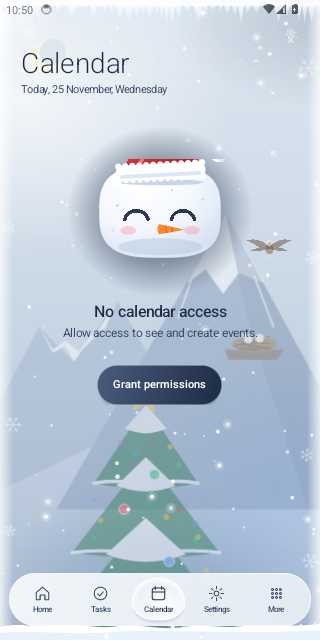 10:50
Calendar
Today, 25 November, Wednesday
No calendar access
Allow access to see and create events.
Grant permissions
Home Tasks Calendar Settings More